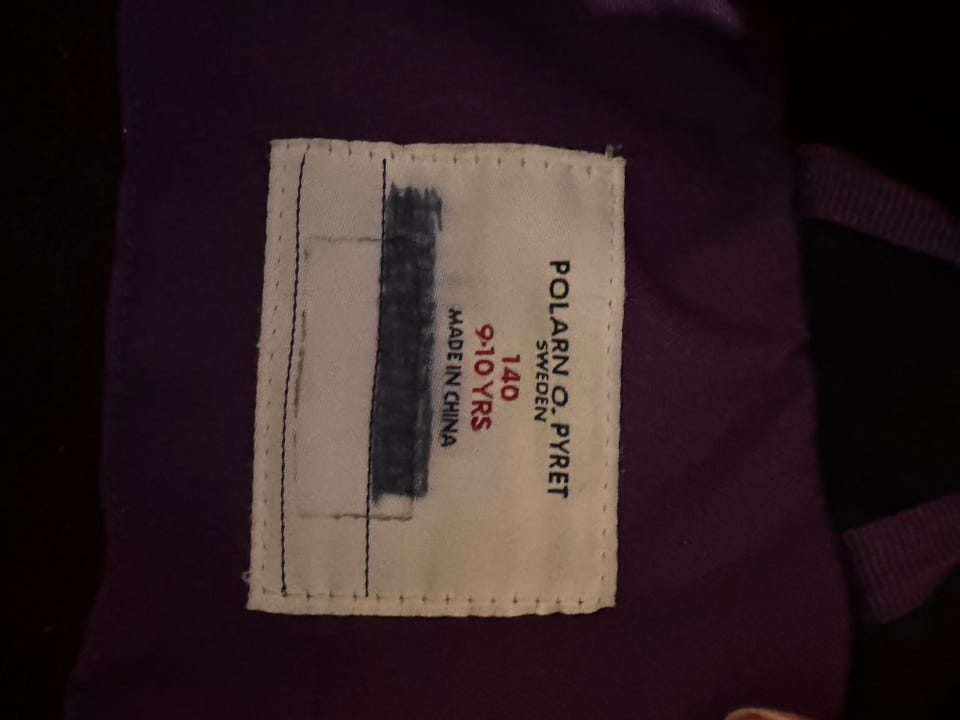 POLARN O. PYRET
SWEDEN
140
9-10 YRS
MADE IN CHINA